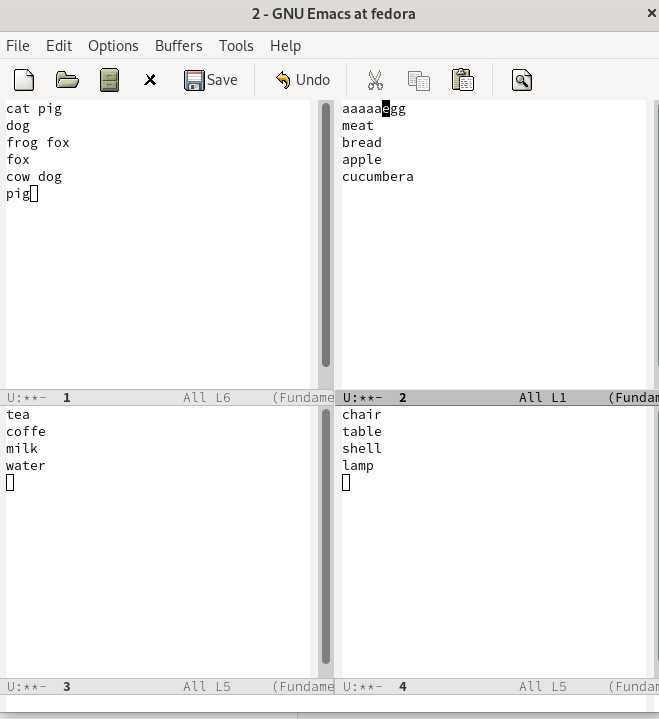 2 - GNU Emacs at fedora
File Edit Options Buffers Tools Help
Save Undo
cat pig
dog
frog fox
fox
cow dog
pig
U:**- 1 All L6 (Fundame
aaaaaegg
meat
bread
apple
cucumbera
U:**- 2 All L1 (Fundam
tea
coffe
milk
water
U:**- 3 All L5 (Fundame
chair
table
shell
lamp
U:**- 4 All L5 (Fundam